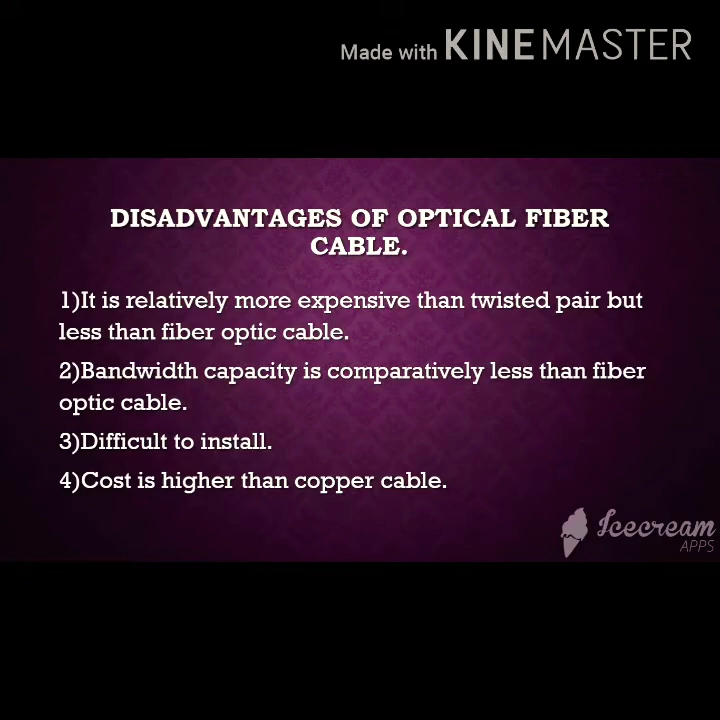 Made with KINEMASTER
DISADVANTAGES OF OPTICAL FIBER
CABLE.
1)It is relatively more expensive than twisted pair but
less than fiber optic cable.
2)Bandwidth capacity is comparatively less than fiber
optic cable.
3)Difficult to install.
4)Cost is higher than copper cable.
Icecream
APPS